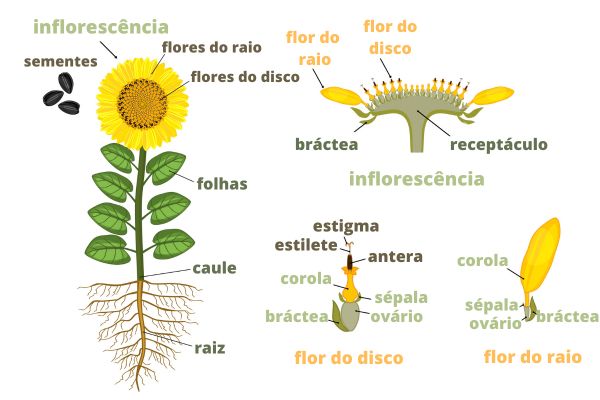 inflorescência
sementes
flores do raio
flores do disco
folhas
caule
raiz
flor do
raio
flor do
disco
bráctea
receptáculo
inflorescência
estigma
estilete
antera
corola
sépala
bráctea
ovário
flor do disco
corola
sépala
ovário
bráctea
flor do raio